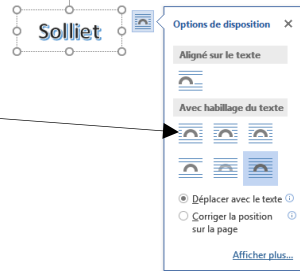 Solliet
Options de disposition
Aligné sur le texte
Avec habillage du texte
Déplacer avec le texte
Corriger la position
sur la page
Afficher plus...